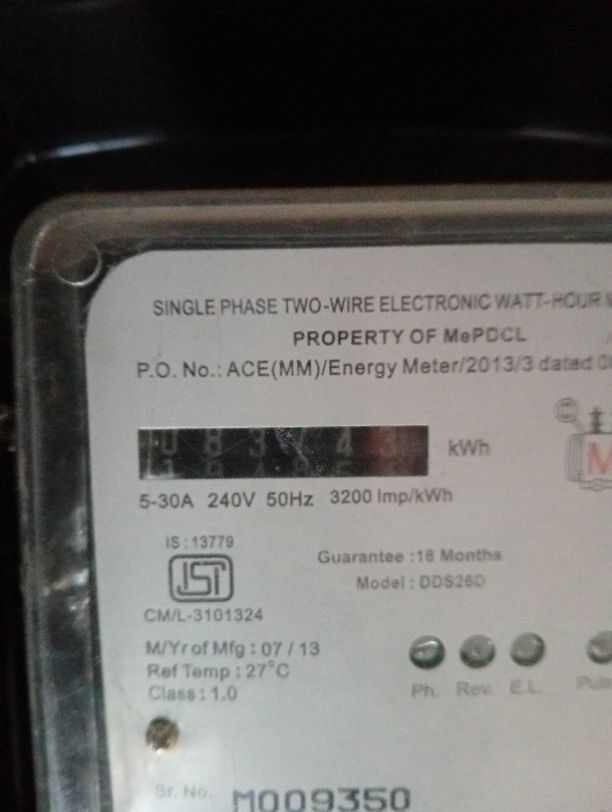 SINGLE PHASE TWO-WIRE ELECTRONIC WATT-HOUR
PROPERTY OF MePDCL
P.O. No.: ACE(MM)/Energy Meter/2013/3 dated
kWh
5-30A 240V 50Hz 3200 Imp/kWh
IS : 13779
Guarantee :18 Months
ISI
Model : DDS26D
CM/L-3101324
M/Yr of Mfg : 07 / 13
Ref Temp : 27°C
Class : 1.0
Ph. Rev. E.L.
Sr. No. M009350